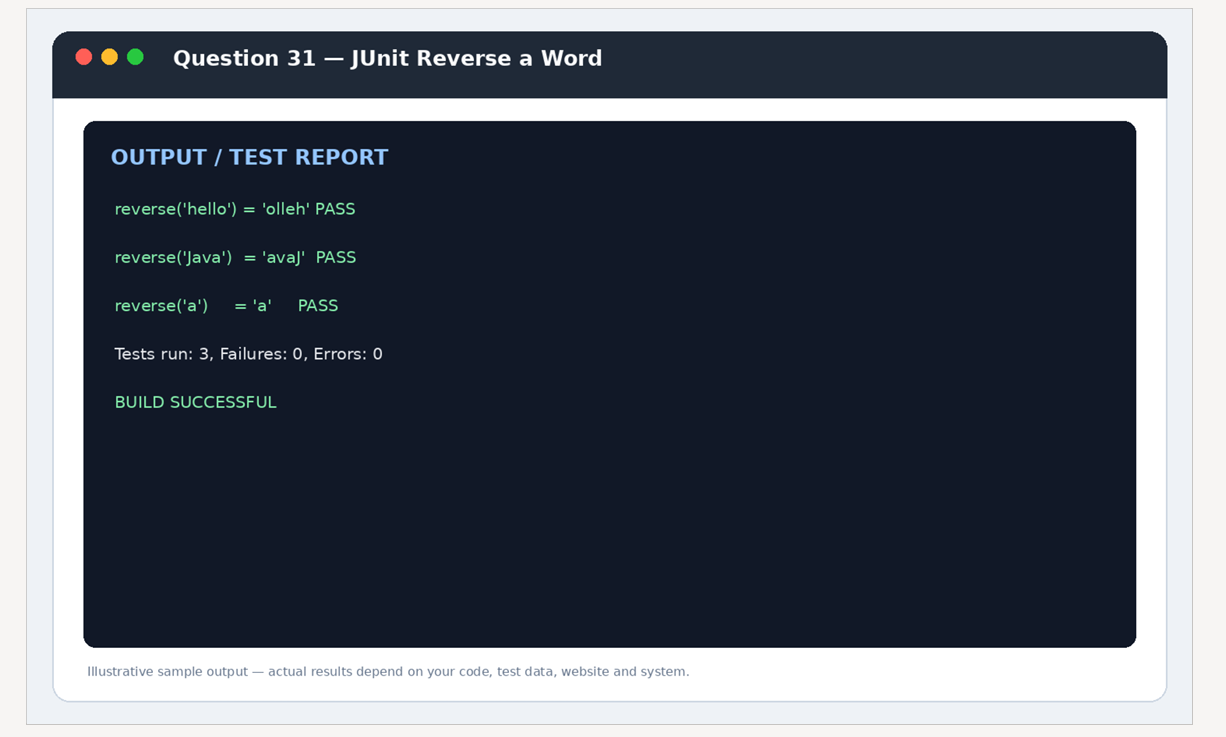 Question 31 — JUnit Reverse a Word
OUTPUT / TEST REPORT
reverse('hello') = 'olleh' PASS
reverse('Java')  = 'avaJ'  PASS
reverse('a')     = 'a'     PASS
Tests run: 3, Failures: 0, Errors: 0
BUILD SUCCESSFUL
Illustrative sample output — actual results depend on your code, test data, website and system.